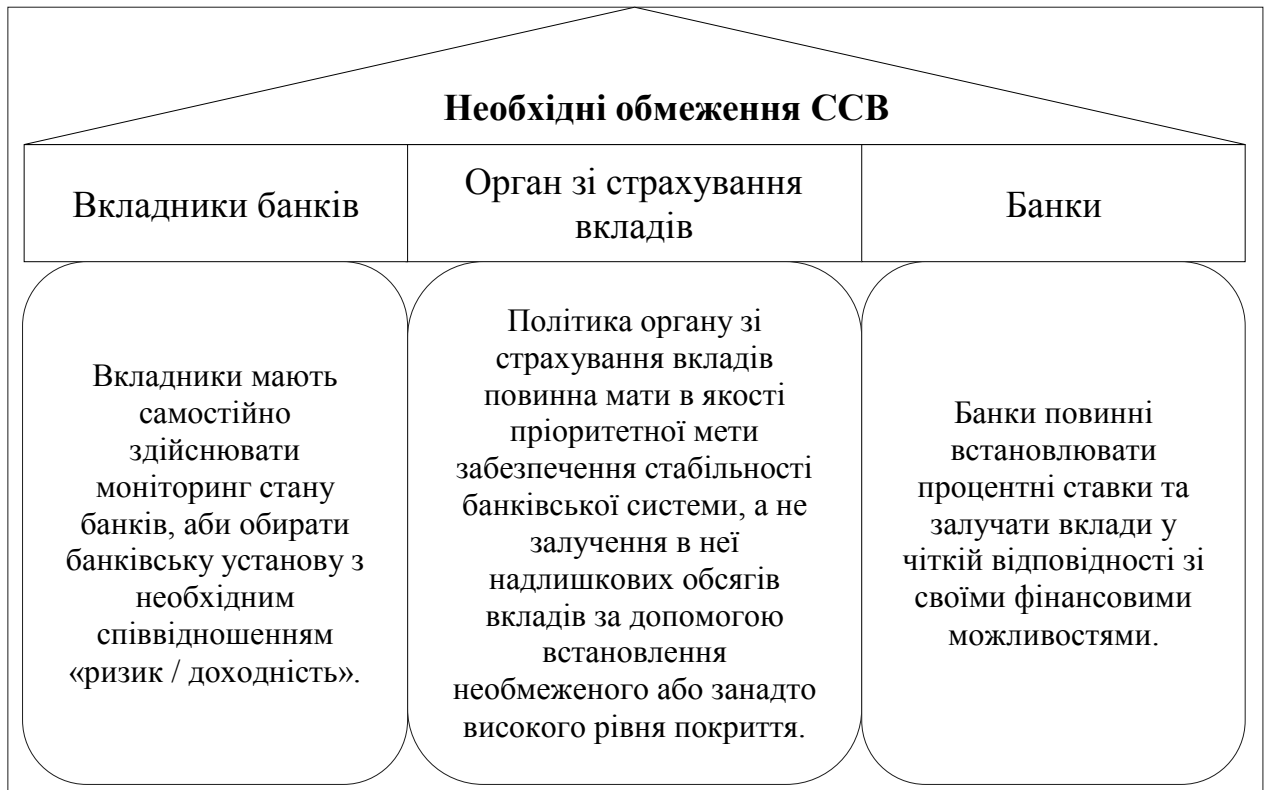 Необхідні обмеження ССВ
Вкладники банків
Орган зі страхування
вкладів
Банки
Вкладники мають
самостійно
здійснювати
моніторинг стану
банків, аби обирати
банківську установу з
необхідним
співвідношенням
«ризик / доходність».
Політика органу зі
страхування вкладів
повинна мати в якості
пріоритетної мети
забезпечення стабільності
банківської системи, а не
залучення в неї
надлишкових обсягів
вкладів за допомогою
встановлення
необмеженого або занадто
високого рівня покриття.
Банки повинні
встановлювати
процентні ставки та
залучати вклади у
чіткій відповідності зі
своїми фінансовими
можливостями.